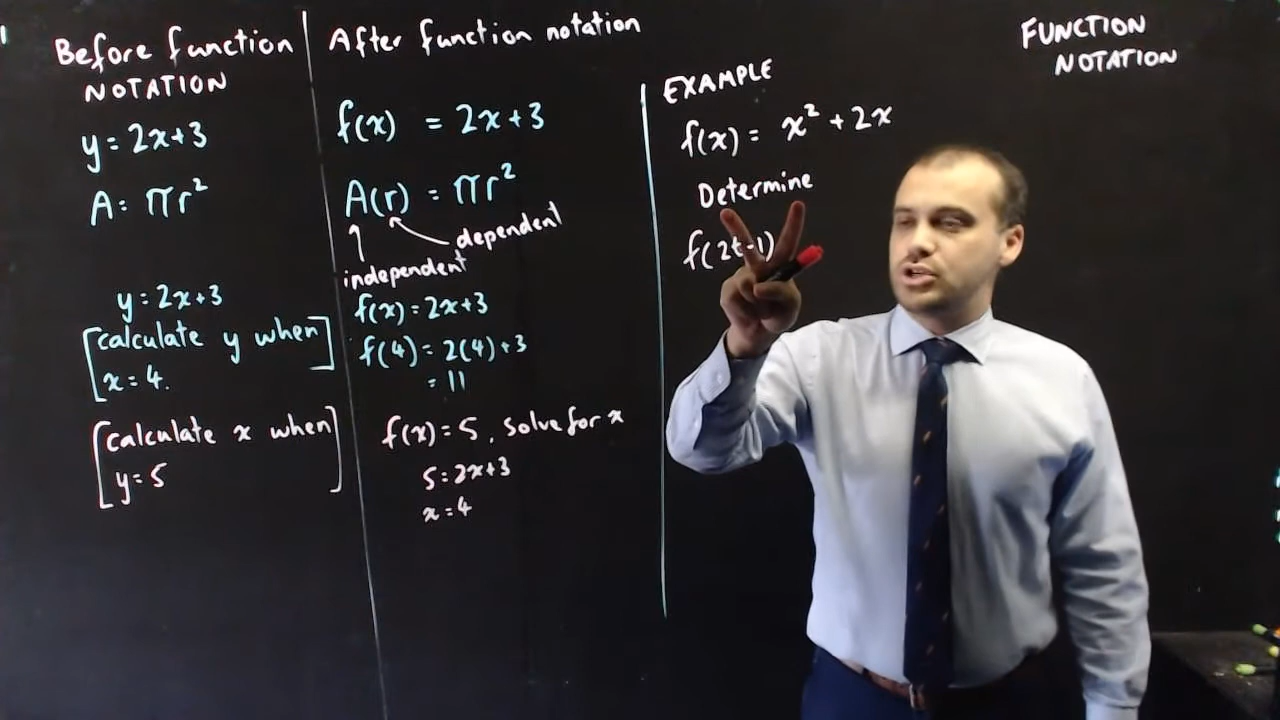 Before function
NOTATION
y = 2x+3
A = πr²
y = 2x+3
[calculate y when
x = 4.]
[calculate x when
y = 5]
After function notation
f(x) = 2x+3
A(r) = πr²
dependent
independent
f(x) = 2x+3
f(4) = 2(4)+3
= 11
f(x) = 5, solve for x
5 = 2x+3
x = 4
EXAMPLE
f(x) = x² + 2x
Determine
f(2t-1)
FUNCTION
NOTATION